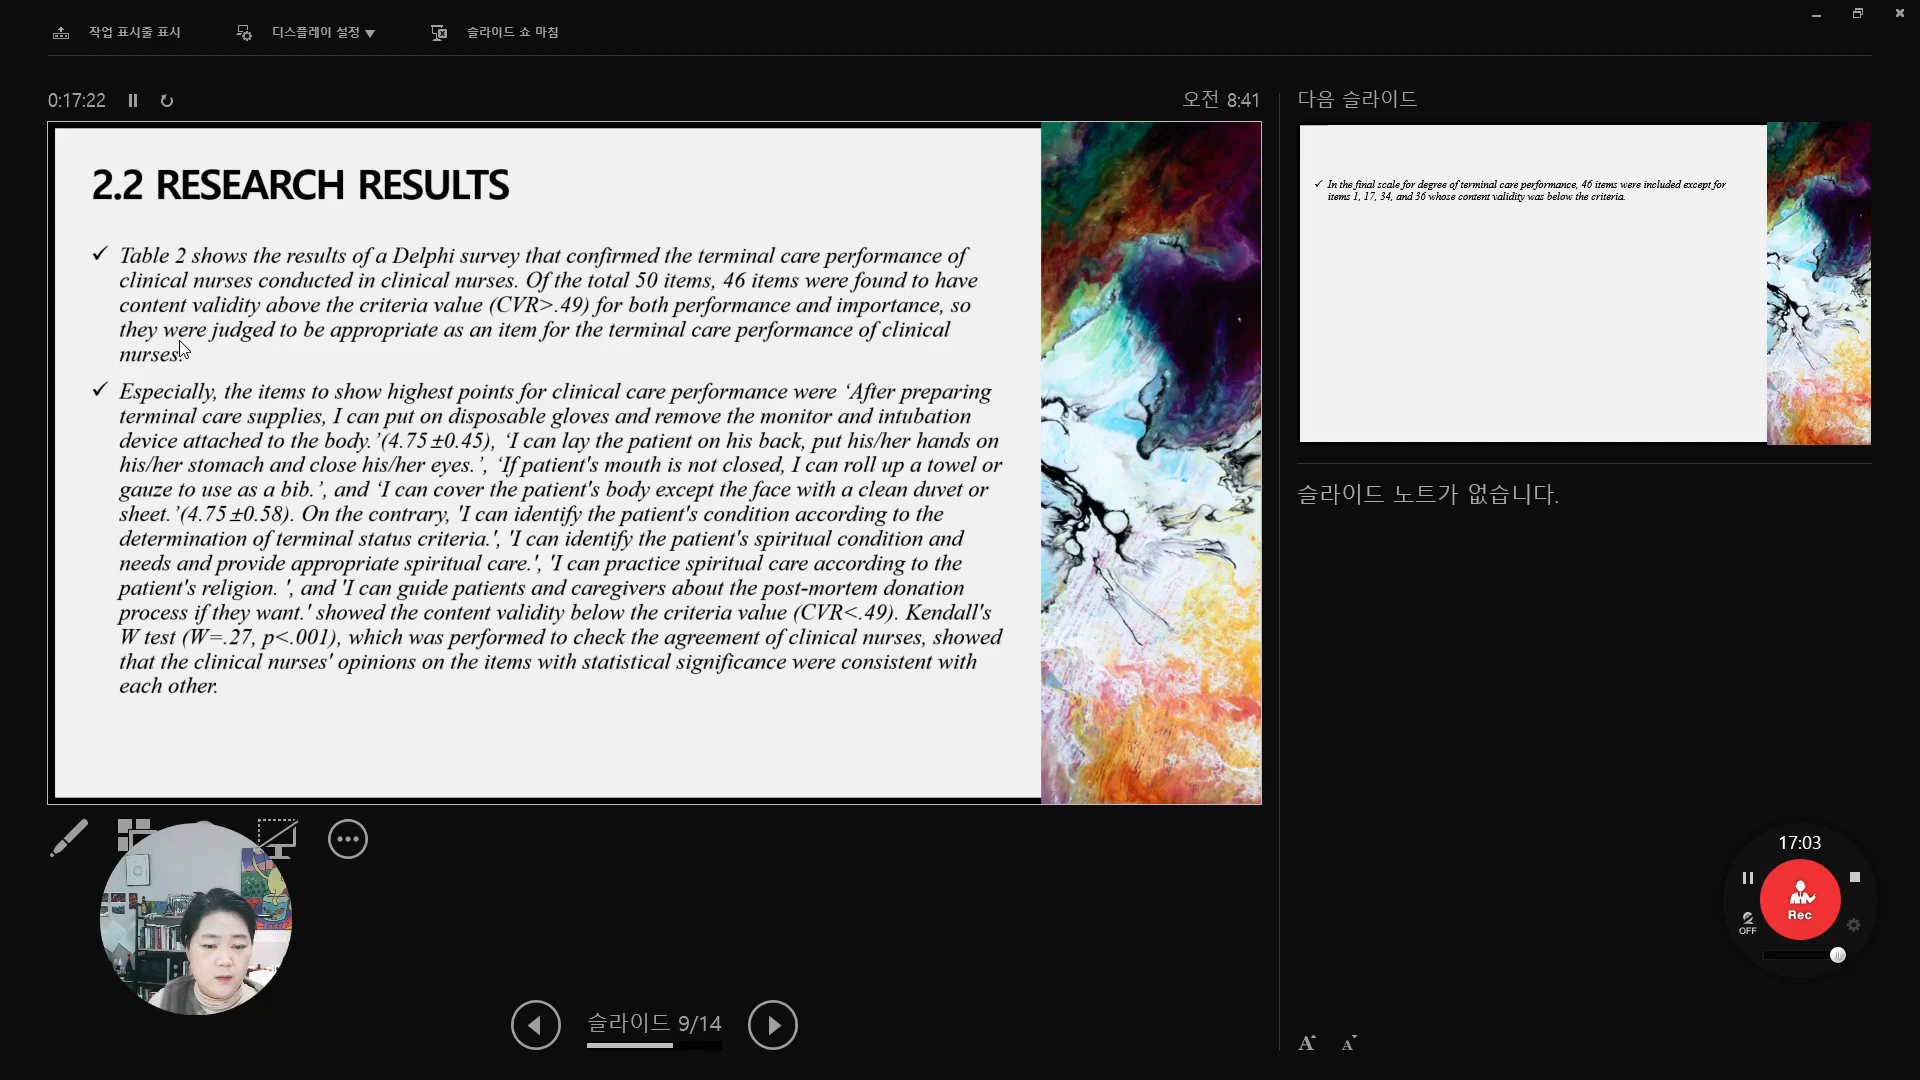 작업 표시줄 표시
디스플레이 설정 ▼
슬라이드 쇼 마침
0:17:22
오전 8:41
다음 슬라이드
2.2 RESEARCH RESULTS
✓ Table 2 shows the results of a Delphi survey that confirmed the terminal care performance of
clinical nurses conducted in clinical nurses. Of the total 50 items, 46 items were found to have
content validity above the criteria value (CVR>.49) for both performance and importance, so
they were judged to be appropriate as an item for the terminal care performance of clinical
nurses.
✓ Especially, the items to show highest points for clinical care performance were ‘After preparing
terminal care supplies, I can put on disposable gloves and remove the monitor and intubation
device attached to the body.’(4.75±0.45), ‘I can lay the patient on his back, put his/her hands on
his/her stomach and close his/her eyes.’, ‘If patient's mouth is not closed, I can roll up a towel or
gauze to use as a bib.’, and ‘I can cover the patient's body except the face with a clean duvet or
sheet.’(4.75±0.58). On the contrary, 'I can identify the patient's condition according to the
determination of terminal status criteria.', 'I can identify the patient's spiritual condition and
needs and provide appropriate spiritual care.', 'I can practice spiritual care according to the
patient's religion. ', and 'I can guide patients and caregivers about the post-mortem donation
process if they want.' showed the content validity below the criteria value (CVR<.49). Kendall's
W test (W=.27, p<.001), which was performed to check the agreement of clinical nurses, showed
that the clinical nurses' opinions on the items with statistical significance were consistent with
each other.
✓ In the final scale for degree of terminal care performance, 46 items were included except for
items 1, 17, 34, and 36 whose content validity was below the criteria.
슬라이드 노트가 없습니다.
17:03
Rec
OFF
슬라이드 9/14
A A